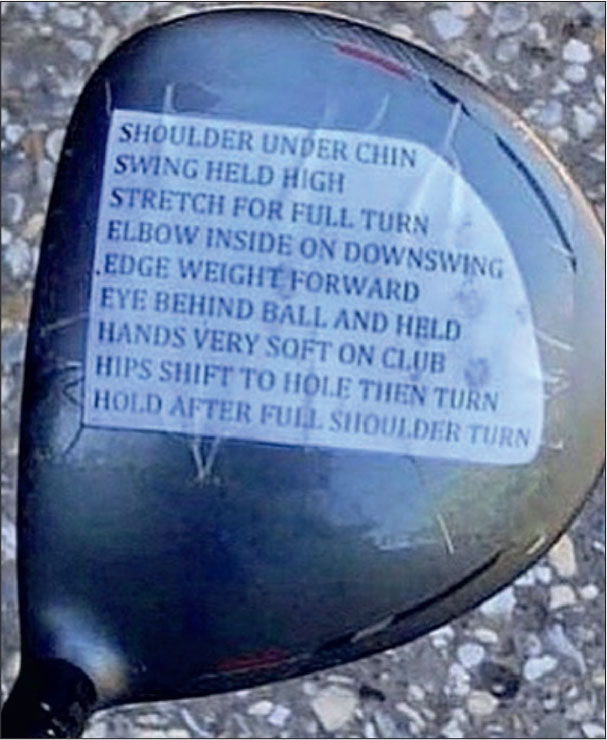 SHOULDER UNDER CHIN
SWING HELD HIGH
STRETCH FOR FULL TURN
ELBOW INSIDE ON DOWNSWING
.EDGE WEIGHT FORWARD
EYE BEHIND BALL AND HELD
HANDS VERY SOFT ON CLUB
HIPS SHIFT TO HOLE THEN TURN
HOLD AFTER FULL SHOULDER TURN